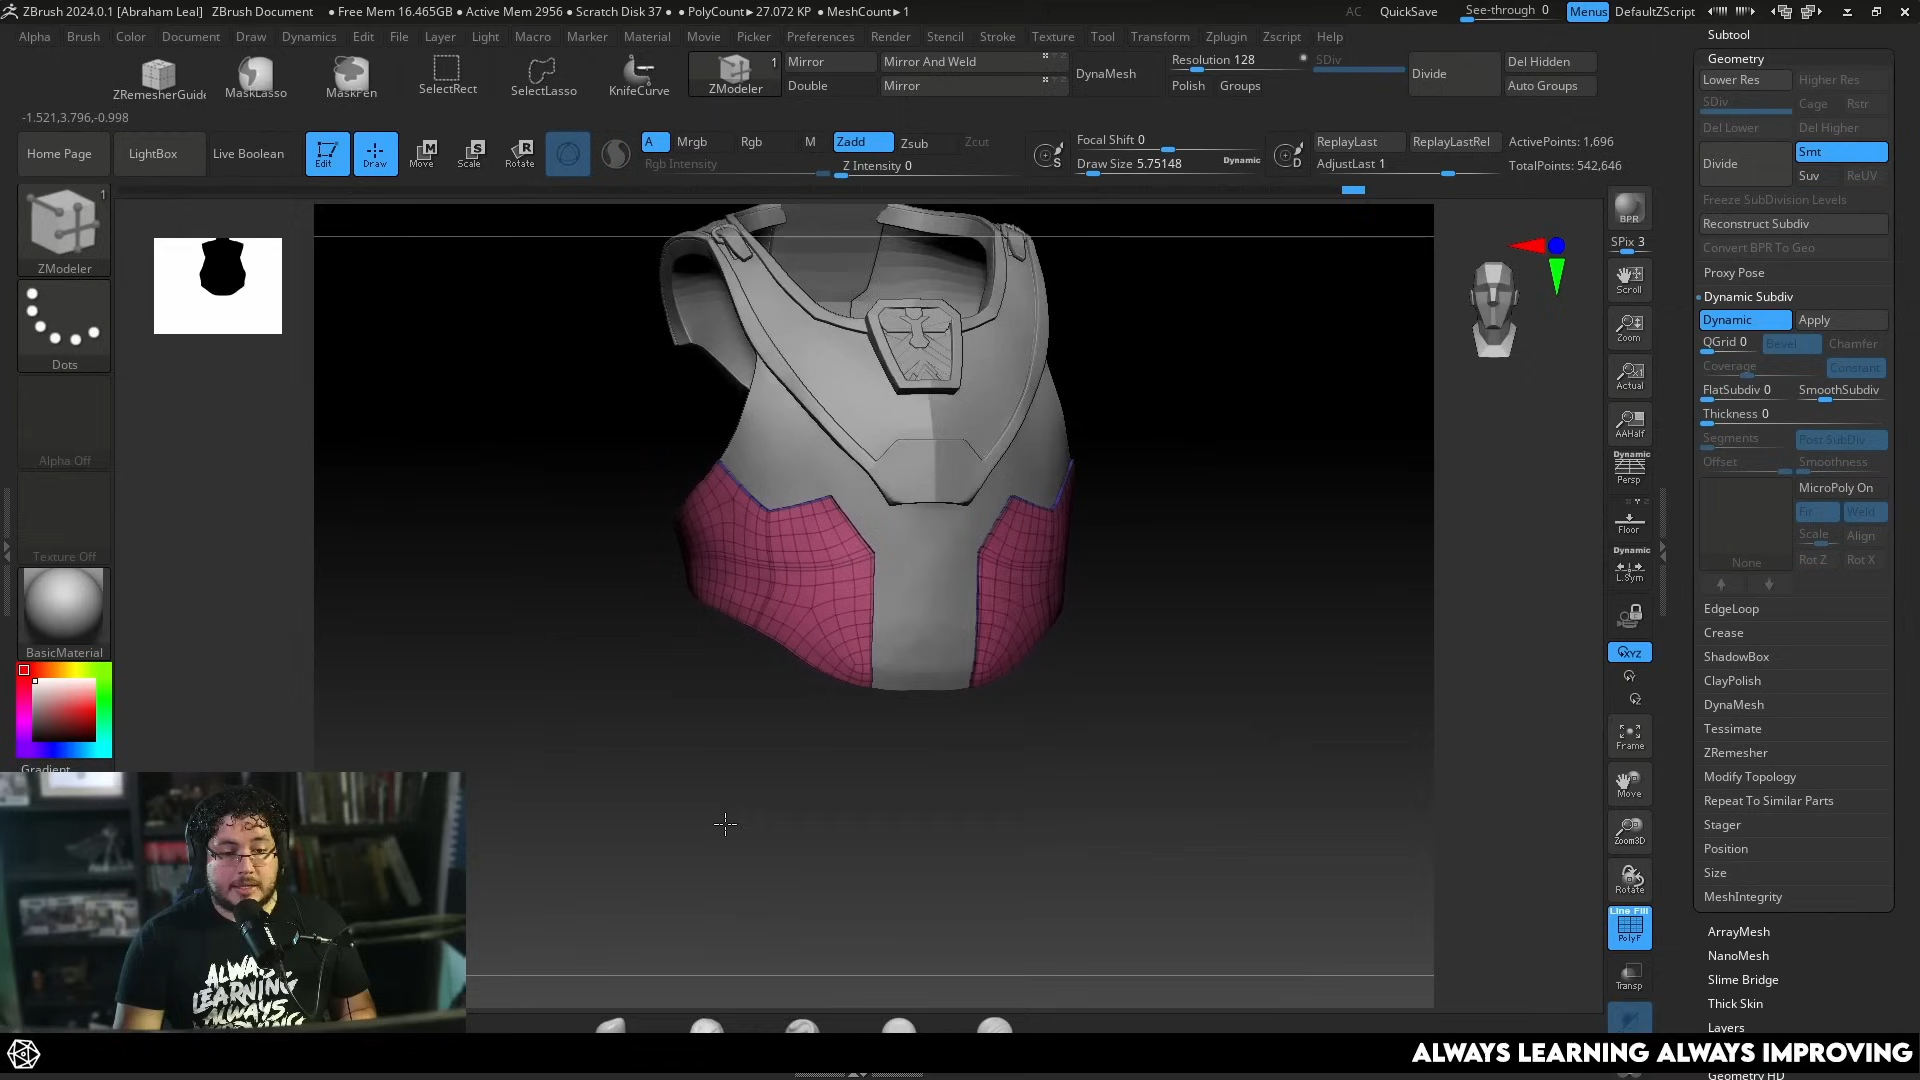 ZBrush 2024.0.1 [Abraham Leal] ZBrush Document ● Free Mem 16.465GB ● Active Mem 2956 ● Scratch Disk 37 ● ● PolyCount► 27.072 KP ● MeshCount► 1
AC QuickSave See-through 0 Menus DefaultZScript
Alpha Brush Color Document Draw Dynamics Edit File Layer Light Macro Marker Material Movie Picker Preferences Render Stencil Stroke Texture Tool Transform Zplugin Zscript Help
ZRemesherGuide MaskLasso MaskPen SelectRect SelectLasso KnifeCurve 1 ZModeler
Mirror Mirror And Weld
Double Mirror
DynaMesh
Resolution 128
Polish Groups
SDiv
Divide
Del Hidden
Auto Groups
-1.521,3.796,-0.998
Home Page LightBox Live Boolean Edit Draw Move Scale Rotate
A Mrgb Rgb M Zadd Zsub Zcut
Rgb Intensity Z Intensity 0
S
Focal Shift 0
Draw Size 5.75148 Dynamic
D
ReplayLast ReplayLastRel
AdjustLast 1
ActivePoints: 1,696
TotalPoints: 542,646
1
ZModeler
Dots
Alpha Off
Texture Off
BasicMaterial
Gradient
BPR
SPix 3
Scroll
Zoom
Actual
AAHalf
Dynamic
Persp
Floor
Dynamic
L.Sym
XYZ
Frame
Move
Zoom3D
Rotate
Line Fill
PolyF
Transp
Subtool
Geometry
Lower Res Higher Res
SDiv Cage Rstr
Del Lower Del Higher
Divide
Smt
Suv ReUV
Freeze SubDivision Levels
Reconstruct Subdiv
Convert BPR To Geo
Proxy Pose
Dynamic Subdiv
Dynamic Apply
QGrid 0 Bevel Chamfer
Coverage Constant
FlatSubdiv 0 SmoothSubdiv
Thickness 0
Segments Post SubDiv
Offset Smoothness
MicroPoly On
Fit Weld
Scale Align
None Rot Z Rot X
EdgeLoop
Crease
ShadowBox
ClayPolish
DynaMesh
Tessimate
ZRemesher
Modify Topology
Repeat To Similar Parts
Stager
Position
Size
MeshIntegrity
ArrayMesh
NanoMesh
Slime Bridge
Thick Skin
Layers
Geometry HD
ALWAYS
LEARNING
ALWAYS
ALWAYS LEARNING ALWAYS IMPROVING